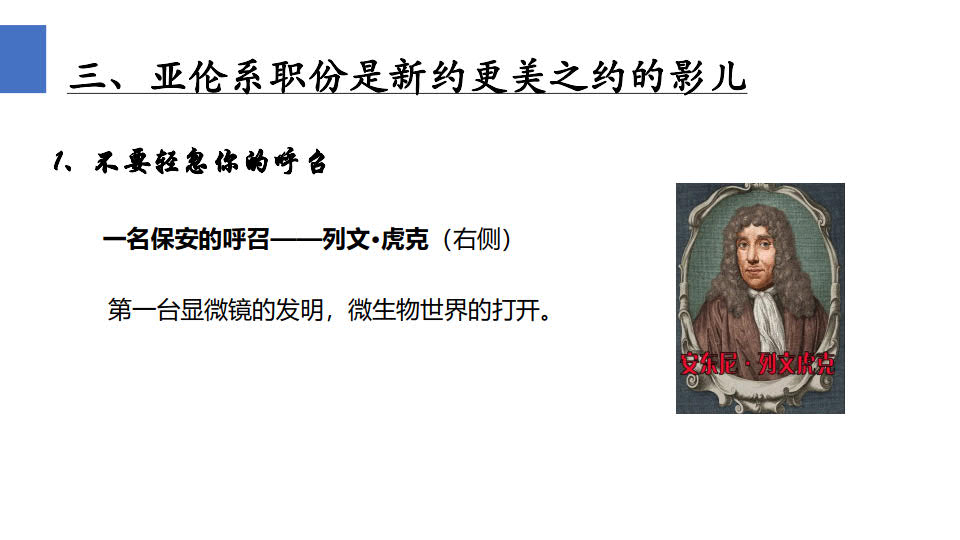 三、亚伦系职份是新约更美之约的影儿
1、不要轻忽你的呼召
一名保安的呼召——列文•虎克（右侧）
第一台显微镜的发明，微生物世界的打开。
安东尼·列文虎克